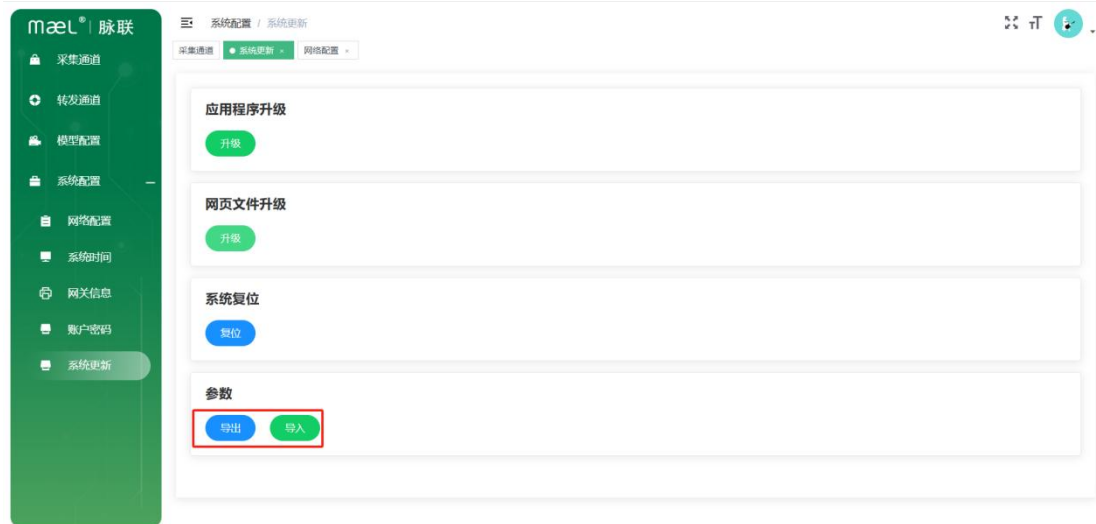 mæL®|脉联
采集通道
转发通道
模型配置
系统配置
网络配置
系统时间
网关信息
账户密码
系统更新
系统配置 / 系统更新
тT
采集通道 系统更新 × 网络配置 ×
应用程序升级
升级
网页文件升级
升级
系统复位
复位
参数
导出 导入